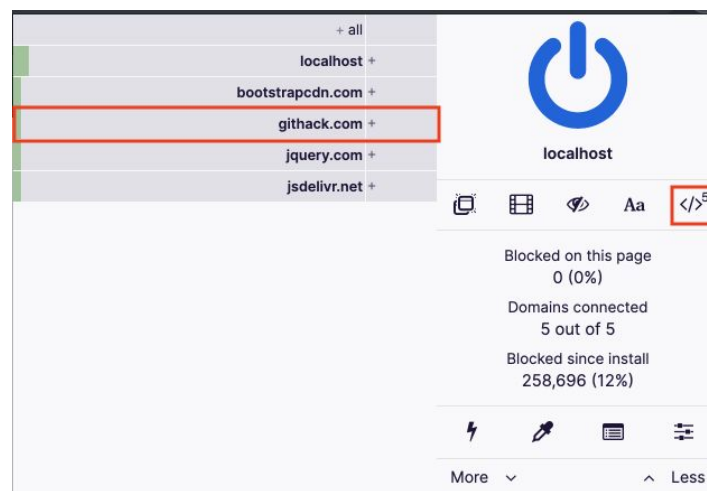 + all
localhost +
bootstrapcdn.com +
githack.com +
jquery.com +
jsdelivr.net +
localhost
Aa </> 5
Blocked on this page
0 (0%)
Domains connected
5 out of 5
Blocked since install
258,696 (12%)
More Less